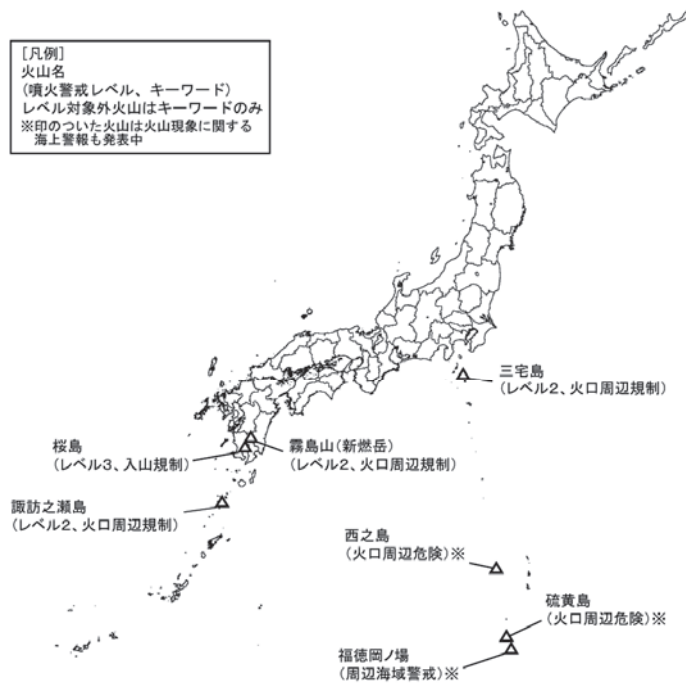 [凡例]
火山名
(噴火警戒レベル、キーワード)
レベル対象外火山はキーワードのみ
※印のついた火山は火山現象に関する
海上警報も発表中
三宅島
(レベル2、火口周辺規制)
桜島
(レベル3、入山規制)
霧島山(新燃岳)
(レベル2、火口周辺規制)
諏訪之瀬島
(レベル2、火口周辺規制)
西之島
(火口周辺危険)※
硫黄島
(火口周辺危険)※
福徳岡ノ場
(周辺海域警戒)※